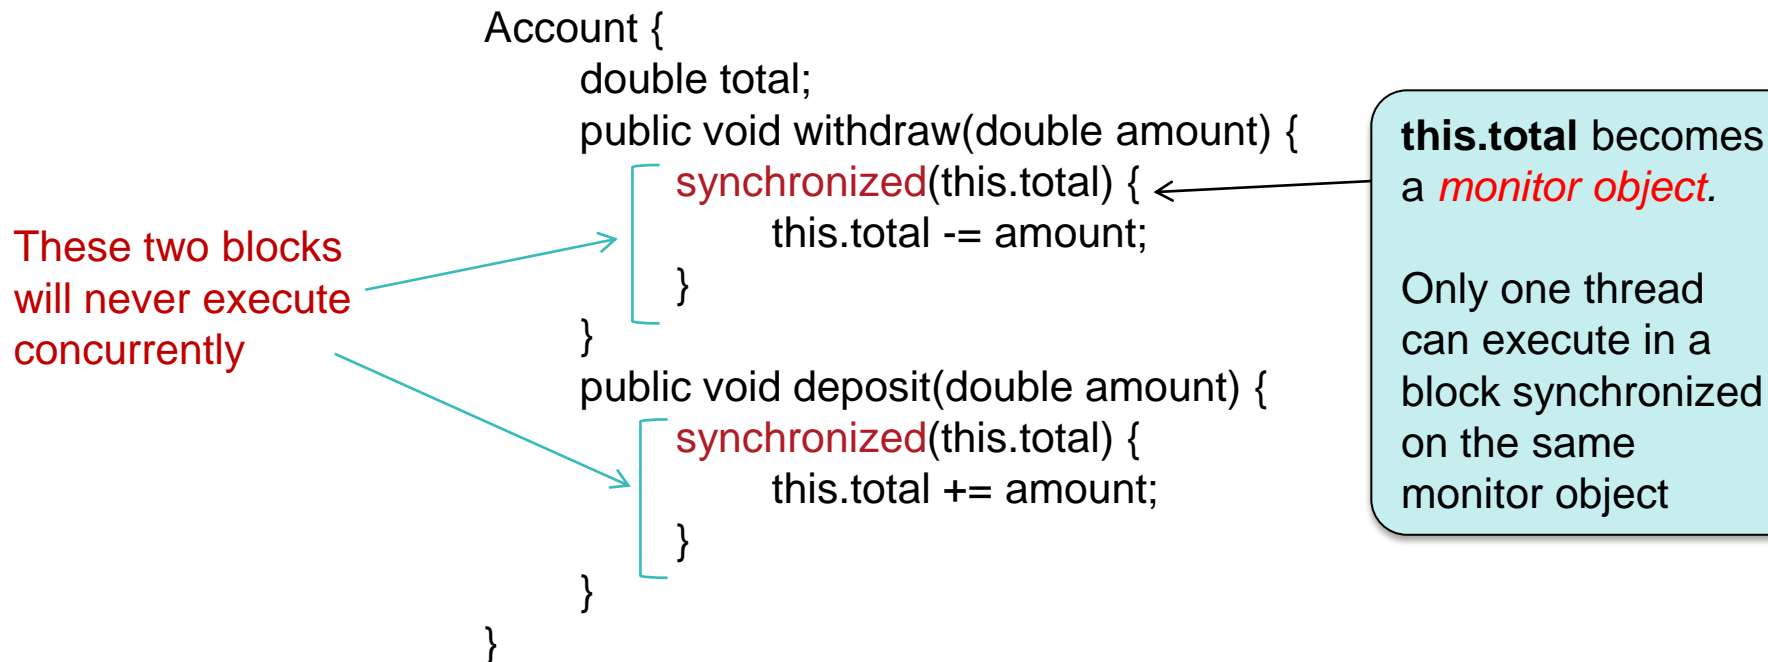 Account {
double total;
public void withdraw(double amount) {
synchronized(this.total) {
this.total -= amount;
}
}
public void deposit(double amount) {
synchronized(this.total) {
this.total += amount;
}
}
}
These two blocks
will never execute
concurrently
this.total becomes
a monitor object.
Only one thread
can execute in a
block synchronized
on the same
monitor object